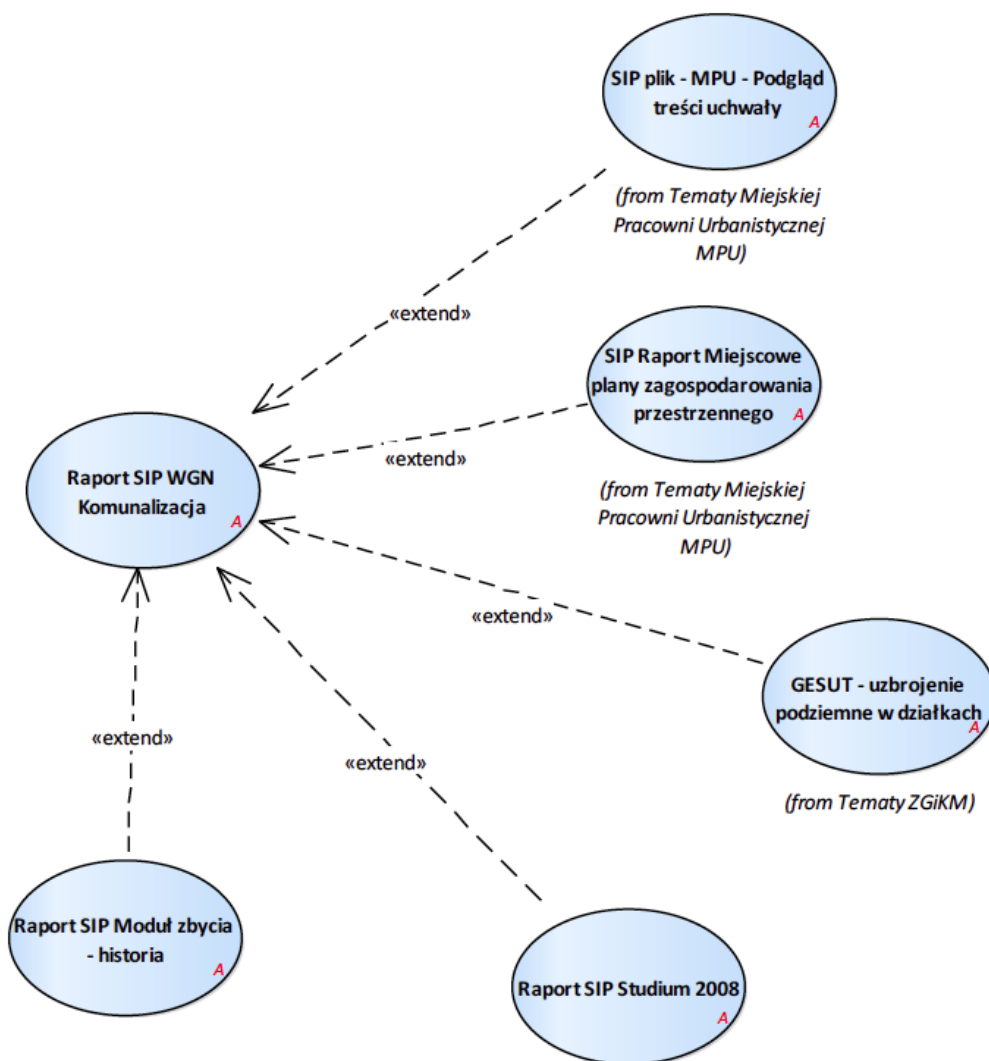 SIP plik - MPU - Podgląd
treści uchwały
A
(from Tematy Miejskiej
Pracowni Urbanistycznej
MPU)
«extend»
SIP Raport Miejscowe
plany zagospodarowania
przestrzennego
A
(from Tematy Miejskiej
Pracowni Urbanistycznej
MPU)
«extend»
Raport SIP WGN
Komunalizacja
A
«extend»
GESUT - uzbrojenie
podziemne w działkach
A
(from Tematy ZGiKM)
«extend»
«extend»
Raport SIP Moduł zbycia
- historia
A
Raport SIP Studium 2008
A